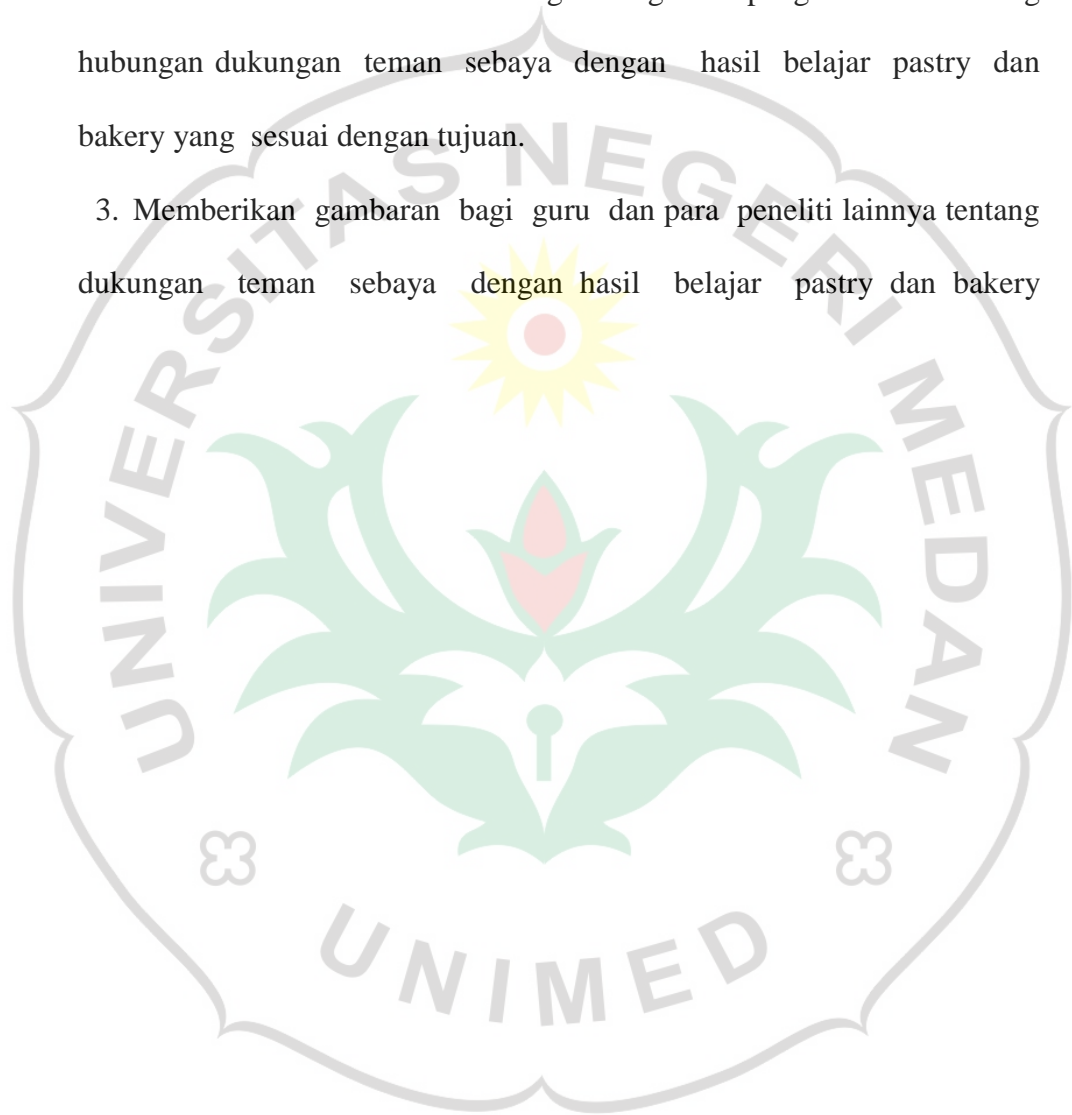 hubungan dukungan teman sebaya dengan hasil belajar pastry dan
bakery yang sesuai dengan tujuan.
3. Memberikan gambaran bagi guru dan para peneliti lainnya tentang
dukungan teman sebaya dengan hasil belajar pastry dan bakery
UNIVERSITAS NEGERI MEDAN
UNIMED